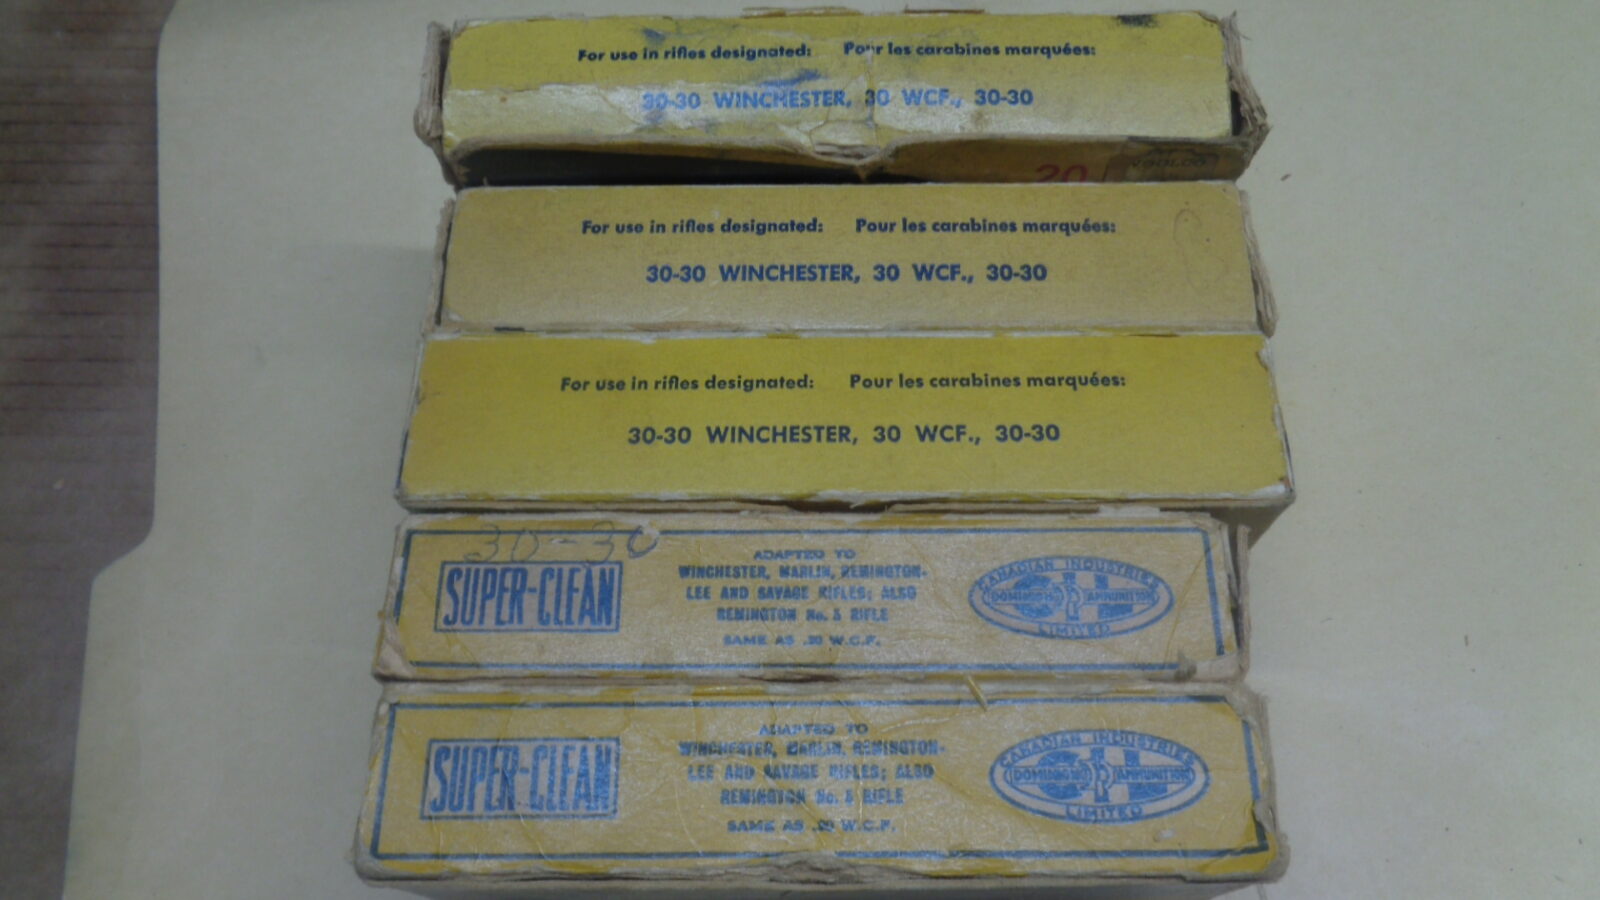 For use in rifles designated: Pour les carabines marquées:
30-30 WINCHESTER, 30 WCF., 30-30
20
For use in rifles designated: Pour les carabines marquées:
30-30 WINCHESTER, 30 WCF., 30-30
For use in rifles designated: Pour les carabines marquées:
30-30 WINCHESTER, 30 WCF., 30-30
30-30
SUPER-CLEAN
ADAPTED TO
WINCHESTER, MARLIN, REMINGTON-
LEE AND SAVAGE RIFLES; ALSO
REMINGTON No. 5 RIFLE
SAME AS .30 W.C.F.
CANADIAN INDUSTRIES
DOMINION AMMUNITION
LIMITED
SUPER-CLEAN
ADAPTED TO
WINCHESTER, MARLIN, REMINGTON-
LEE AND SAVAGE RIFLES; ALSO
REMINGTON No. 5 RIFLE
SAME AS .30 W.C.F.
CANADIAN INDUSTRIES
DOMINION AMMUNITION
LIMITED